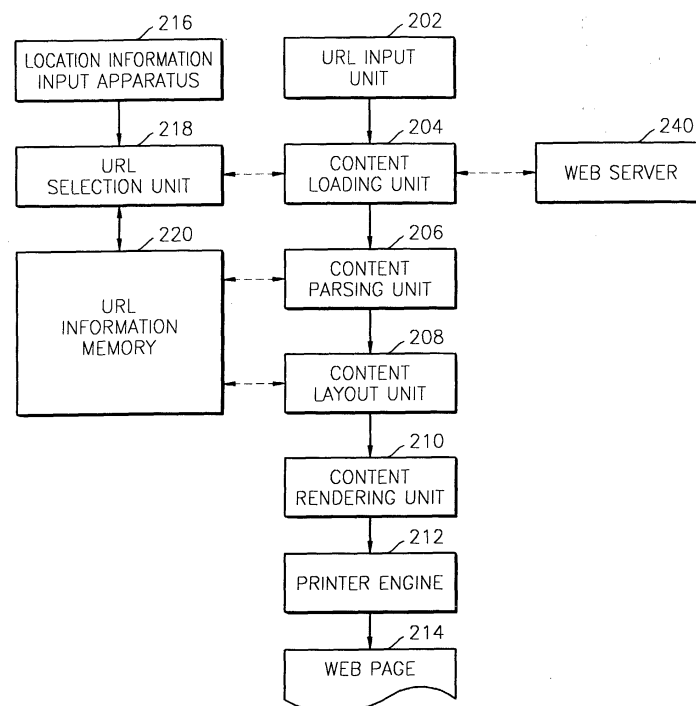 216
LOCATION INFORMATION
INPUT APPARATUS
202
URL INPUT
UNIT
218
URL
SELECTION UNIT
204
CONTENT
LOADING UNIT
240
WEB SERVER
220
URL
INFORMATION
MEMORY
206
CONTENT
PARSING UNIT
208
CONTENT
LAYOUT UNIT
210
CONTENT
RENDERING UNIT
212
PRINTER ENGINE
214
WEB PAGE